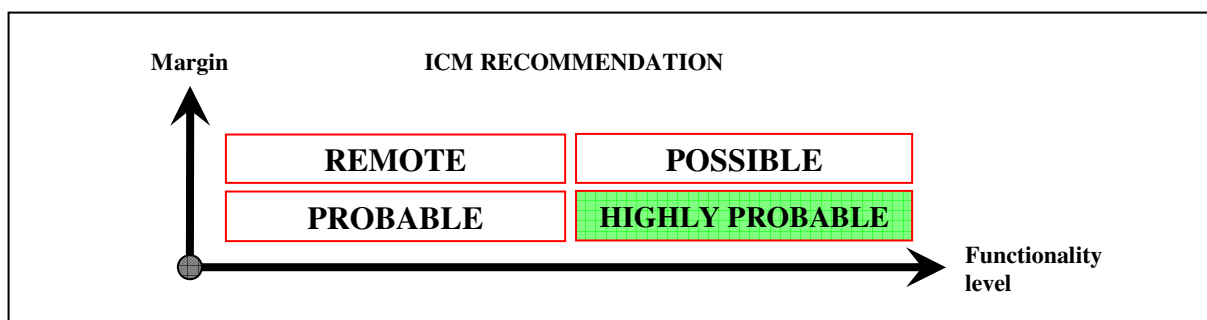 Margin
ICM RECOMMENDATION
REMOTE
POSSIBLE
PROBABLE
HIGHLY PROBABLE
Functionality
level